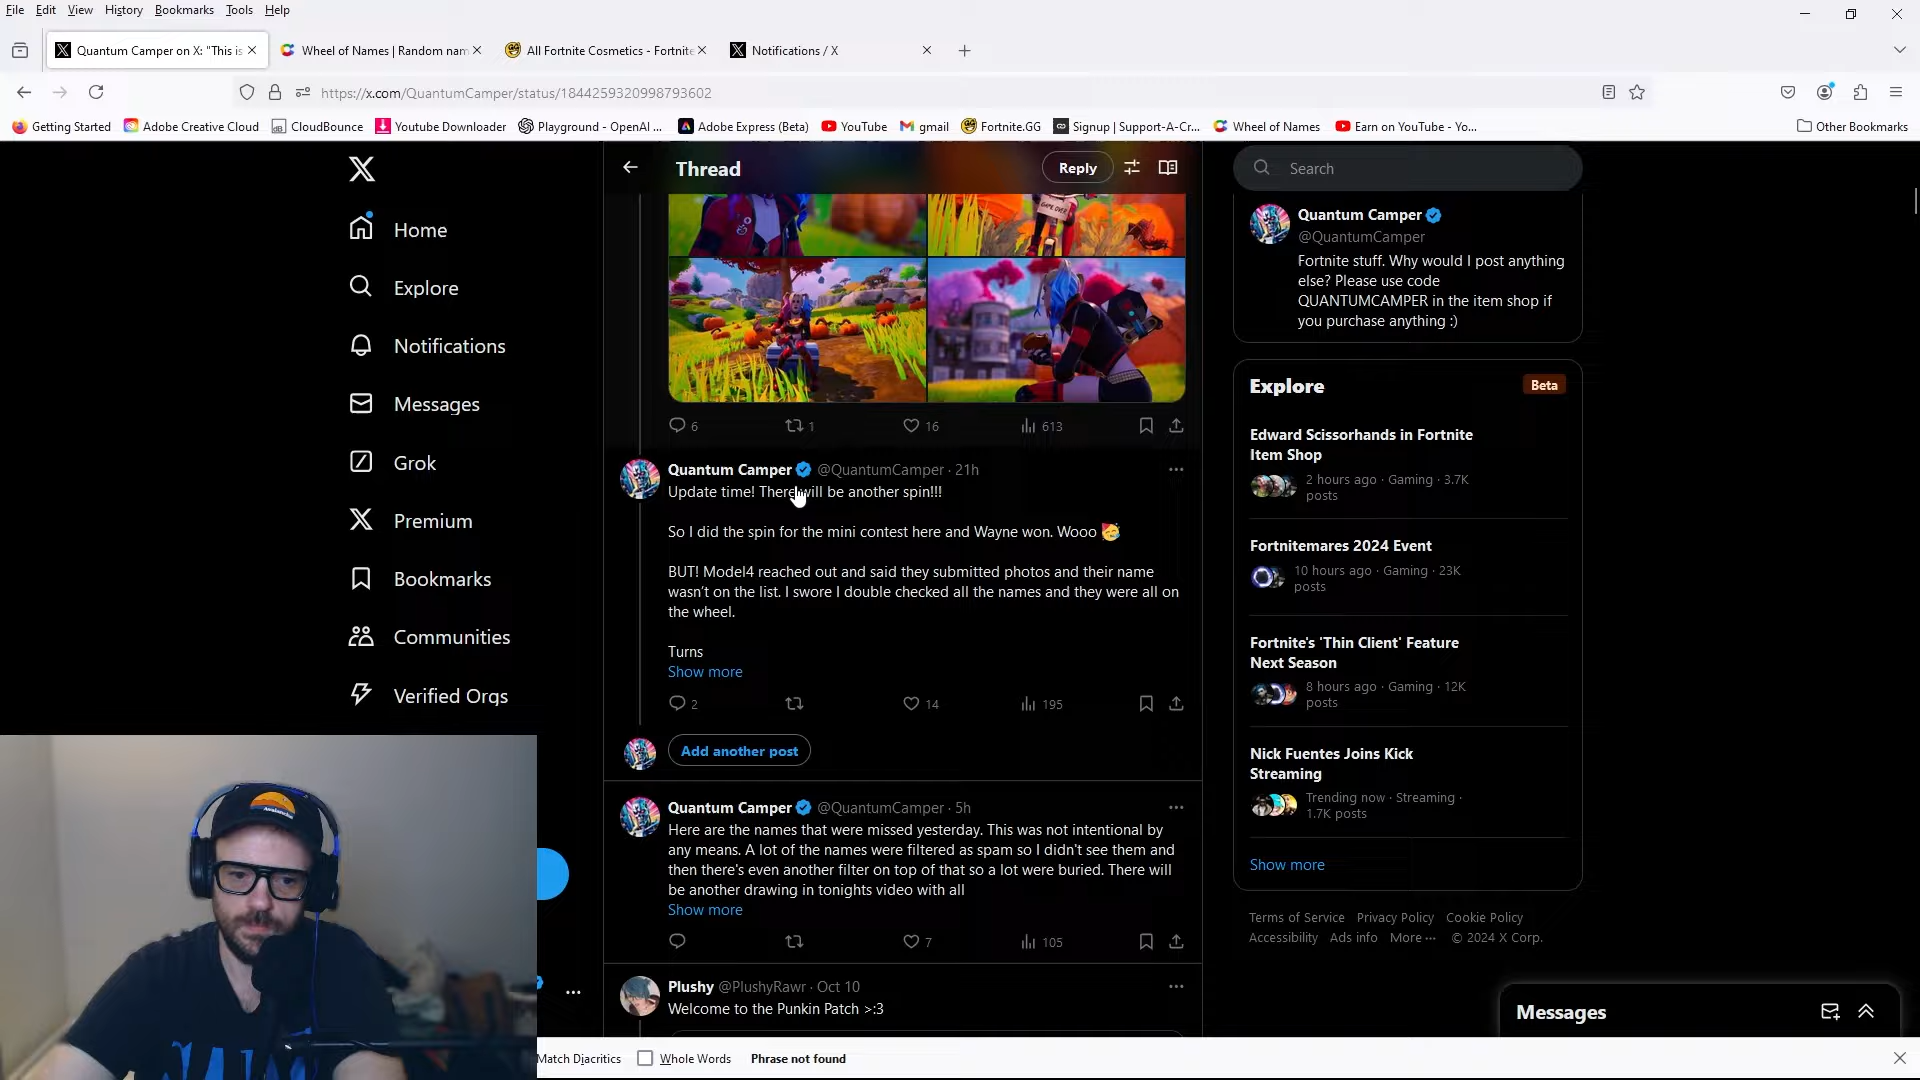 File Edit View History Bookmarks Tools Help
Quantum Camper on X: "This is
Wheel of Names | Random nam
All Fortnite Cosmetics - Fortnite
Notifications / X
https://x.com/QuantumCamper/status/1844259320998793602
Getting Started
Adobe Creative Cloud
CloudBounce
Youtube Downloader
Playground - OpenAI ...
Adobe Express (Beta)
YouTube
gmail
Fortnite.GG
Signup | Support-A-Cr...
Wheel of Names
Earn on YouTube - Yo...
Other Bookmarks
Home
Explore
Notifications
Messages
Grok
Premium
Bookmarks
Communities
Verified Orgs
Thread
Reply
GAME OVER
6 1 16 613
Quantum Camper @QuantumCamper · 21h
Update time! There will be another spin!!!
So I did the spin for the mini contest here and Wayne won. Wooo 🥳
BUT! Model4 reached out and said they submitted photos and their name
wasn't on the list. I swore I double checked all the names and they were all on
the wheel.
Turns
Show more
2 14 195
Add another post
Quantum Camper @QuantumCamper · 5h
Here are the names that were missed yesterday. This was not intentional by
any means. A lot of the names were filtered as spam so I didn't see them and
then there's even another filter on top of that so a lot were buried. There will
be another drawing in tonights video with all
Show more
7 105
Plushy @PlushyRawr · Oct 10
Welcome to the Punkin Patch >:3
Search
Quantum Camper
@QuantumCamper
Fortnite stuff. Why would I post anything
else? Please use code
QUANTUMCAMPER in the item shop if
you purchase anything :)
Explore
Beta
Edward Scissorhands in Fortnite
Item Shop
2 hours ago · Gaming · 3.7K
posts
Fortnitemares 2024 Event
10 hours ago · Gaming · 23K
posts
Fortnite's 'Thin Client' Feature
Next Season
8 hours ago · Gaming · 12K
posts
Nick Fuentes Joins Kick
Streaming
Trending now · Streaming ·
1.7K posts
Show more
Terms of Service Privacy Policy Cookie Policy
Accessibility Ads info More ··· © 2024 X Corp.
Messages
Match Diacritics
Whole Words
Phrase not found